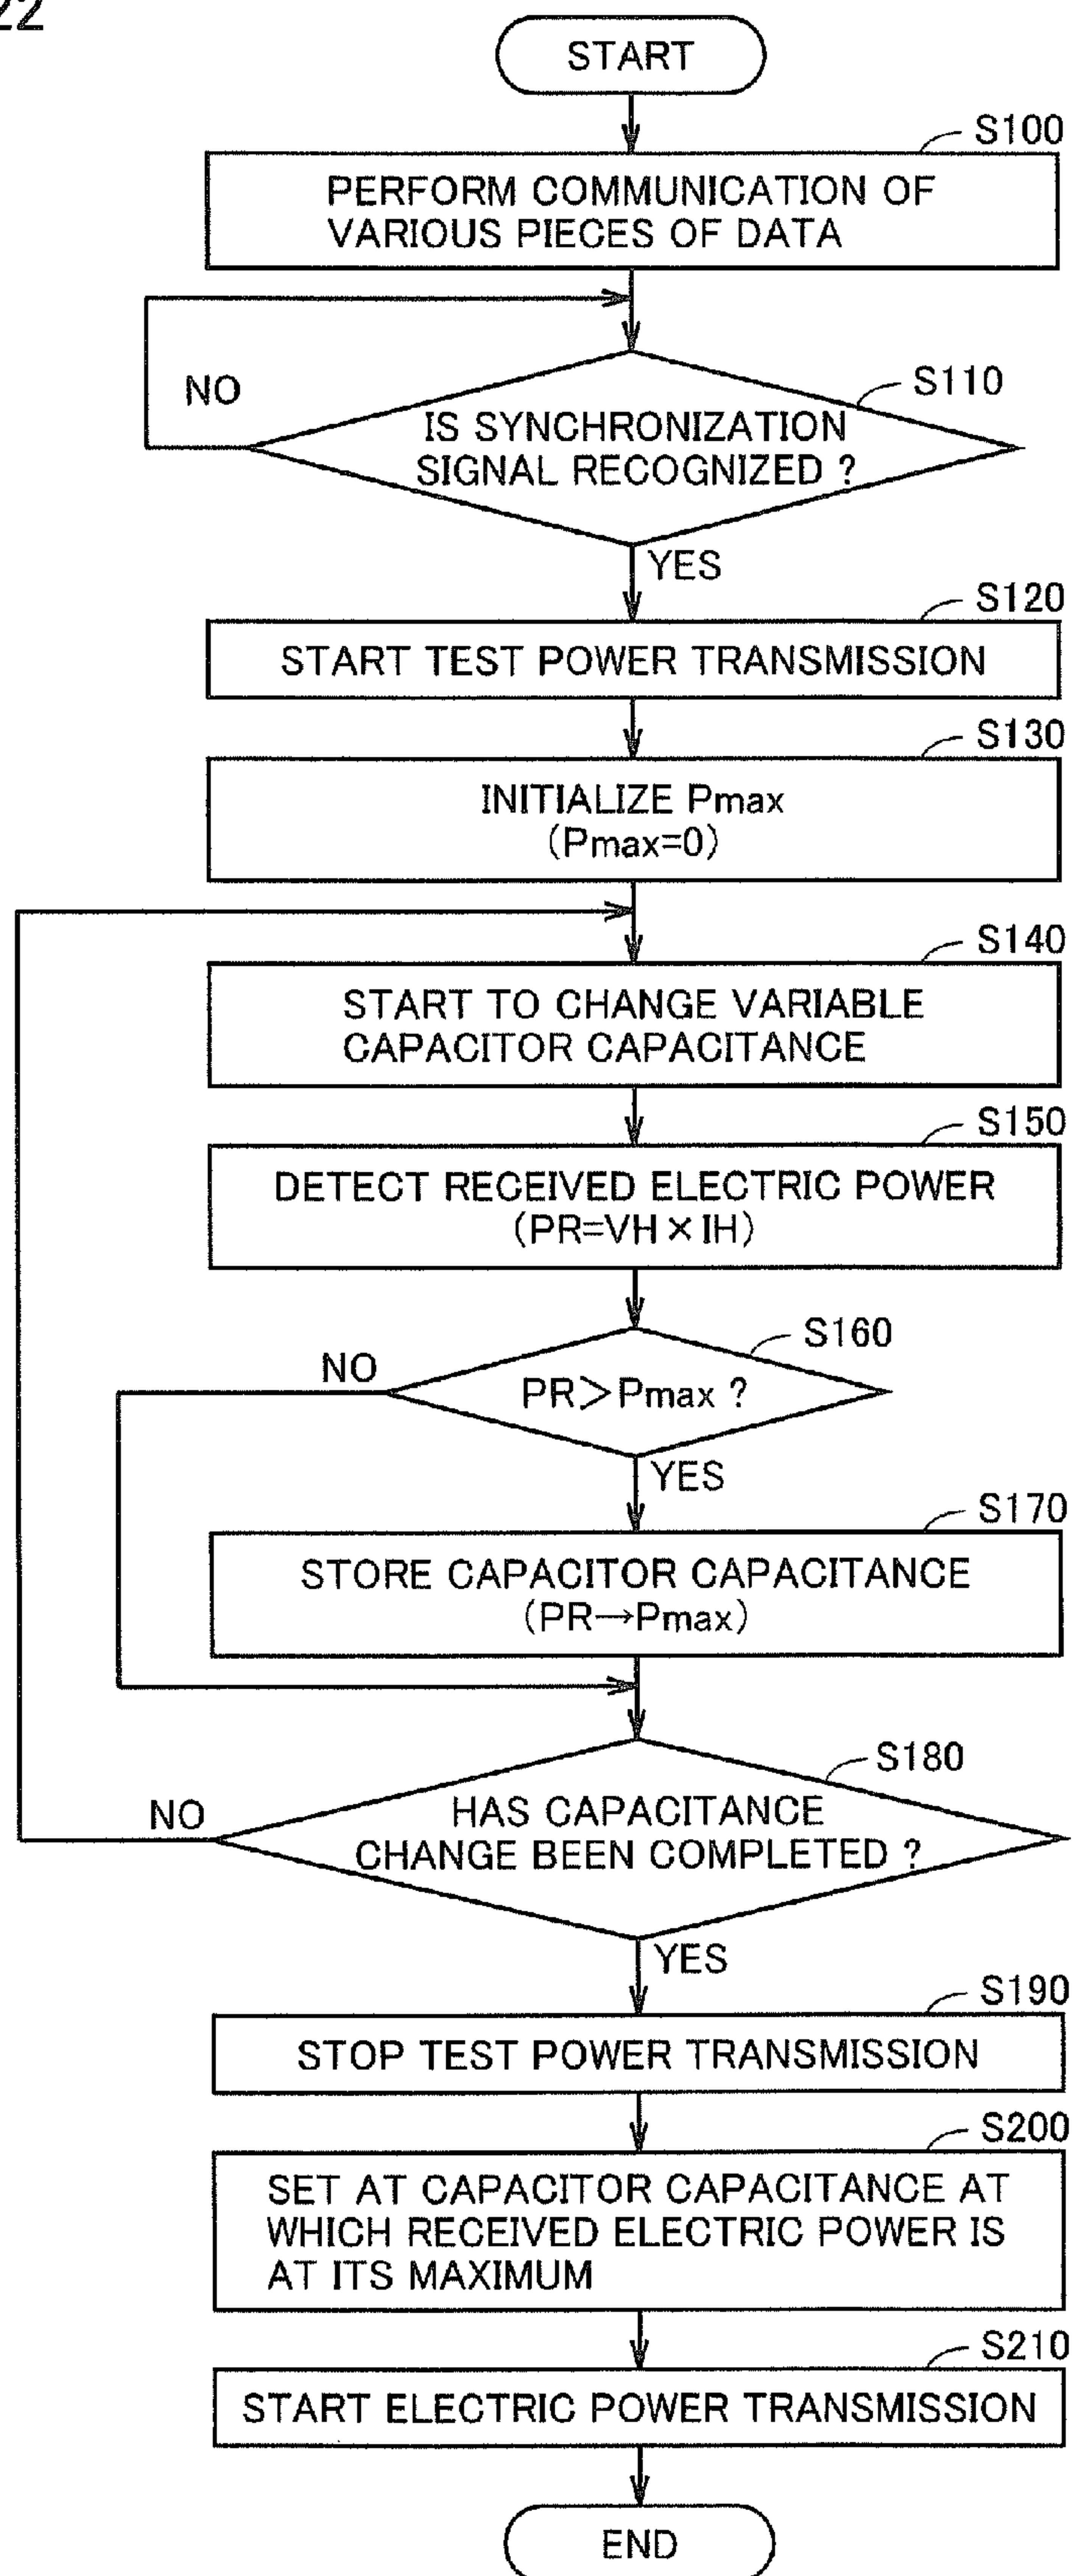 22
START
S100
PERFORM COMMUNICATION OF
VARIOUS PIECES OF DATA
NO
S110
IS SYNCHRONIZATION
SIGNAL RECOGNIZED ?
YES
S120
START TEST POWER TRANSMISSION
S130
INITIALIZE Pmax
(Pmax=0)
S140
START TO CHANGE VARIABLE
CAPACITOR CAPACITANCE
S150
DETECT RECEIVED ELECTRIC POWER
(PR=VH×IH)
S160
NO
PR>Pmax ?
YES
S170
STORE CAPACITOR CAPACITANCE
(PR→Pmax)
S180
NO
HAS CAPACITANCE
CHANGE BEEN COMPLETED ?
YES
S190
STOP TEST POWER TRANSMISSION
S200
SET AT CAPACITOR CAPACITANCE AT
WHICH RECEIVED ELECTRIC POWER IS
AT ITS MAXIMUM
S210
START ELECTRIC POWER TRANSMISSION
END